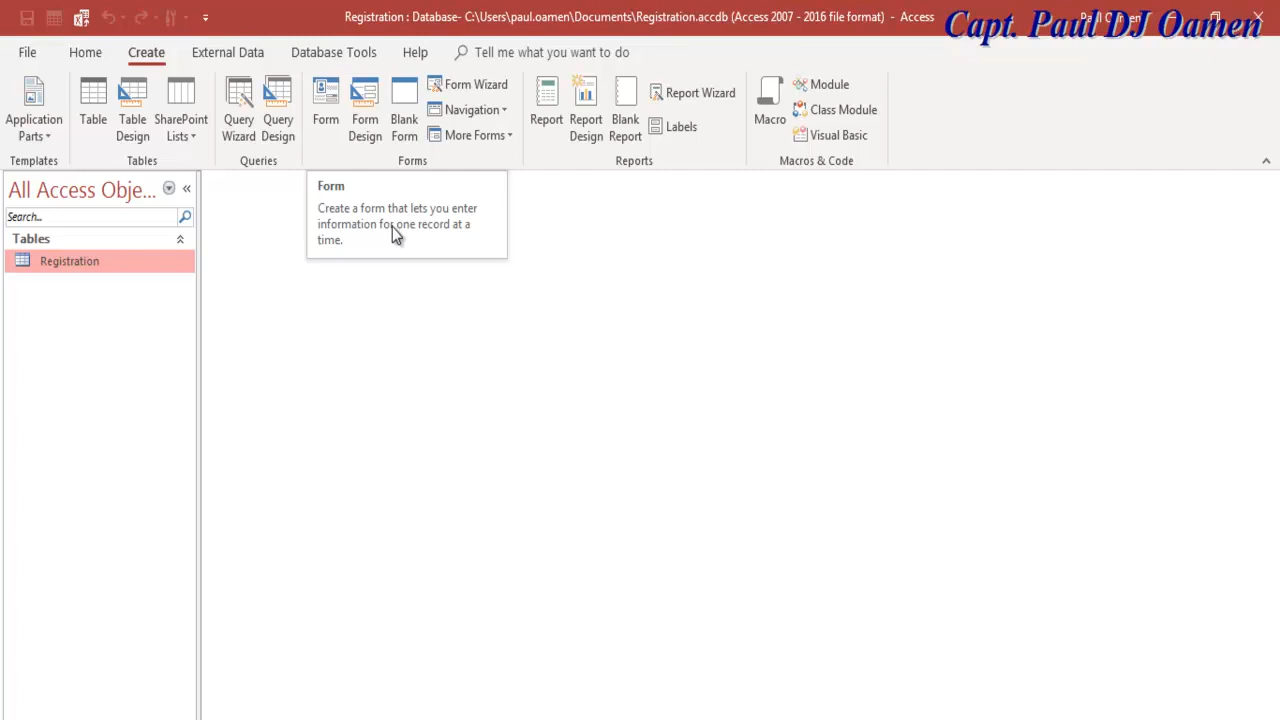 Registration : Database- C:\Users\paul.oamen\Documents\Registration.accdb (Access 2007 - 2016 file format) - Access
Capt. Paul DJ Oamen
File Home Create External Data Database Tools Help Tell me what you want to do
Application Parts
Table
Table Design
SharePoint Lists
Query Wizard
Query Design
Form
Form Design
Blank Form
Form Wizard
Navigation
More Forms
Report
Report Design
Blank Report
Report Wizard
Labels
Macro
Module
Class Module
Visual Basic
Templates Tables Queries Forms Reports Macros & Code
All Access Obje...
Search...
Tables
Registration
Form
Create a form that lets you enter
information for one record at a
time.